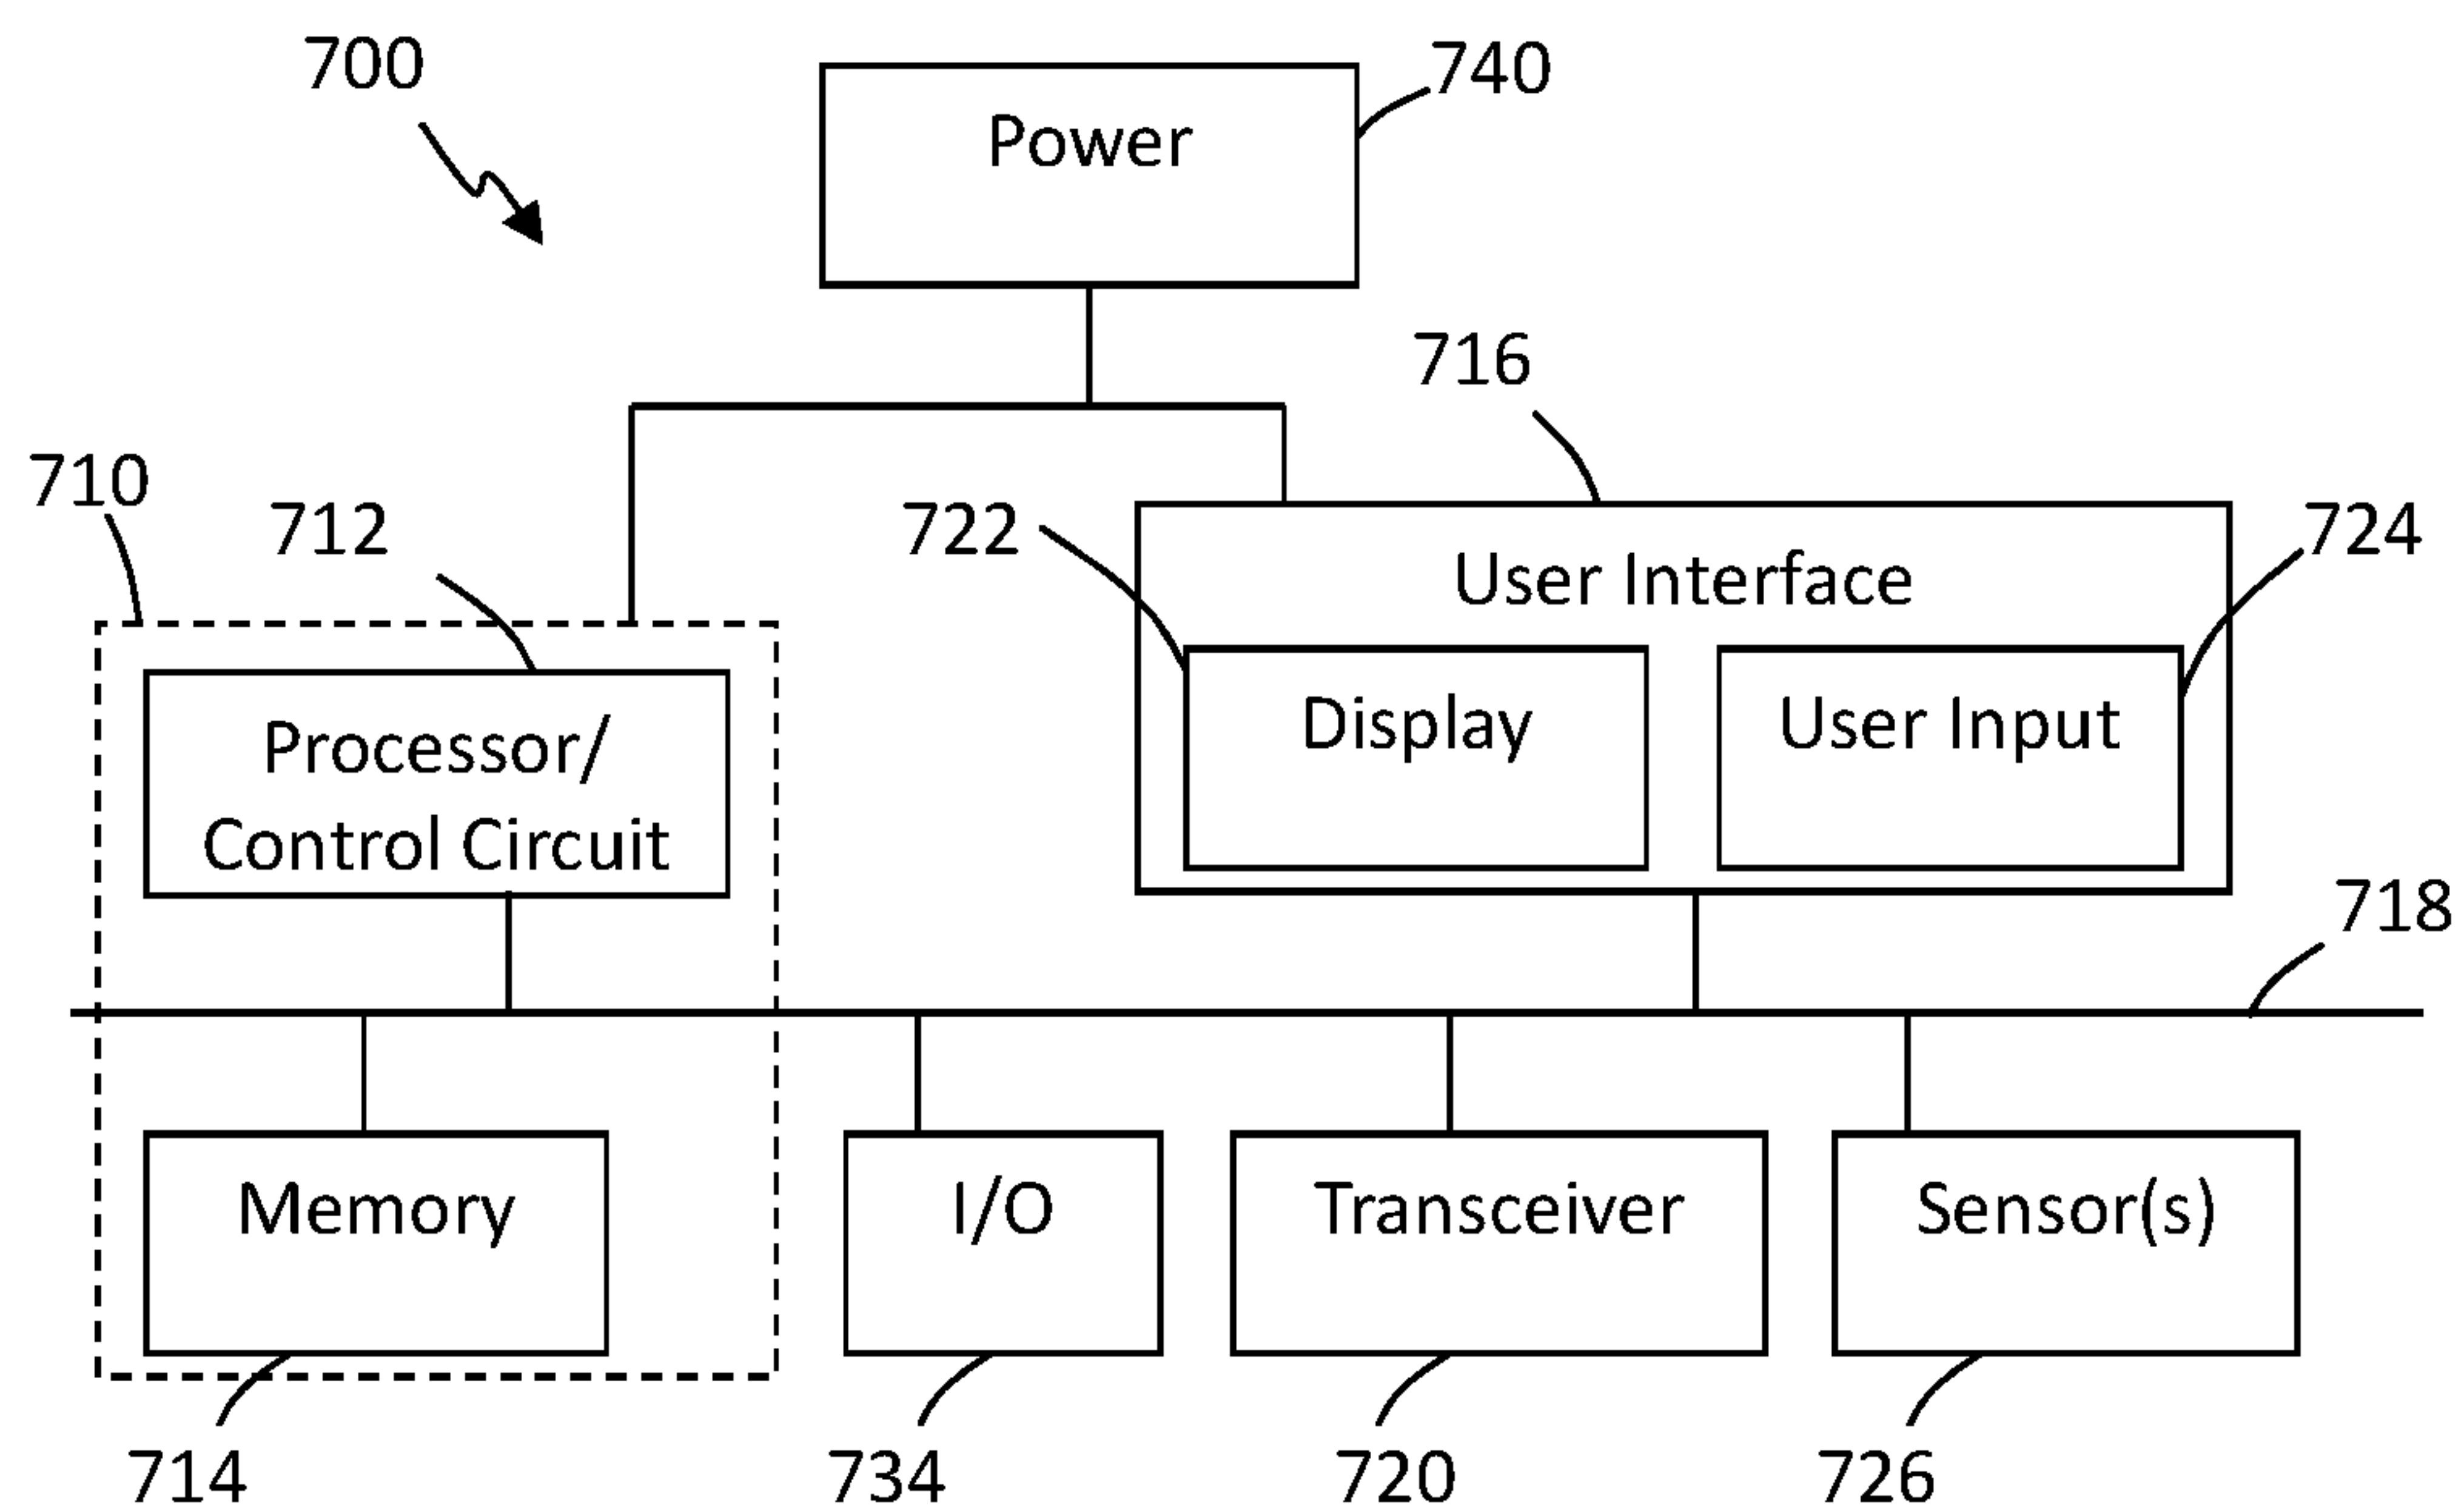 700
740
Power
716
710
712
722
724
User Interface
Display
User Input
Processor/
Control Circuit
718
Memory
I/O
Transceiver
Sensor(s)
714
734
720
726